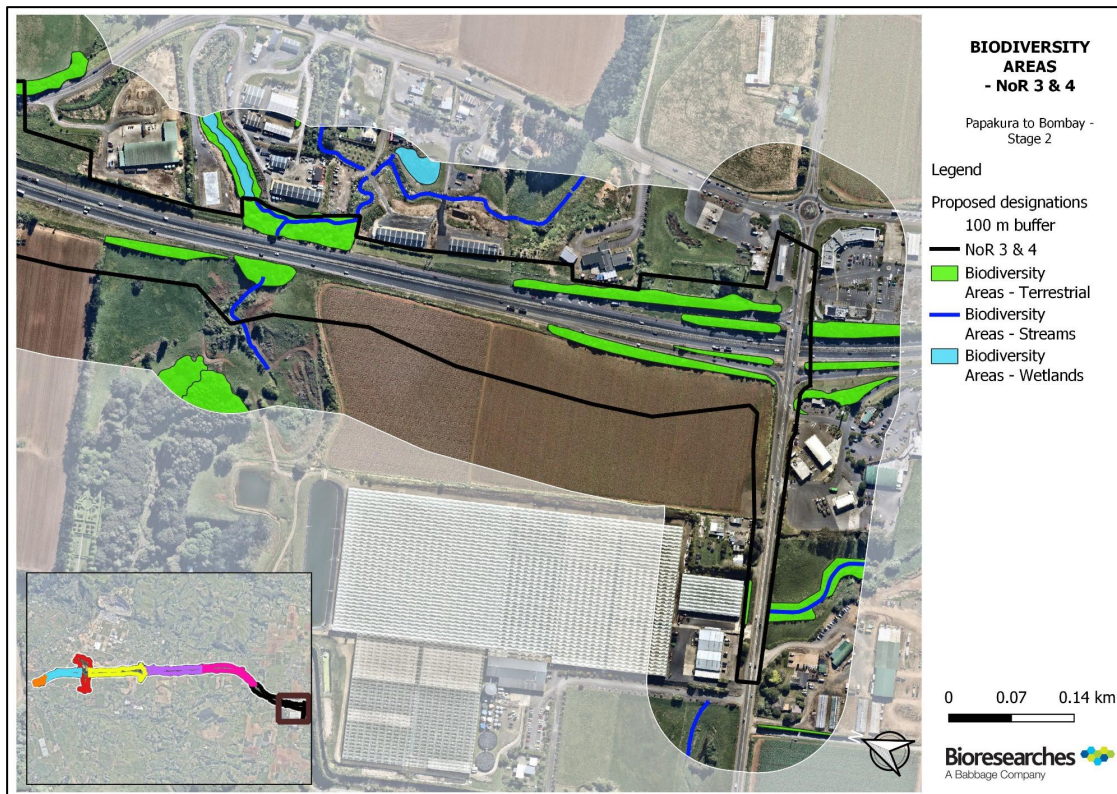 BIODIVERSITY
AREAS
- NoR 3 & 4
Papakura to Bombay -
Stage 2
Legend
Proposed designations
100 m buffer
NoR 3 & 4
Biodiversity
Areas - Terrestrial
Biodiversity
Areas - Streams
Biodiversity
Areas - Wetlands
0 0.07 0.14 km
Bioresearches
A Babbage Company